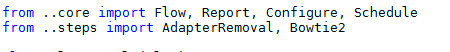 from ..core import Flow, Report, Configure, Schedule
from ..steps import AdapterRemoval, Bowtie2